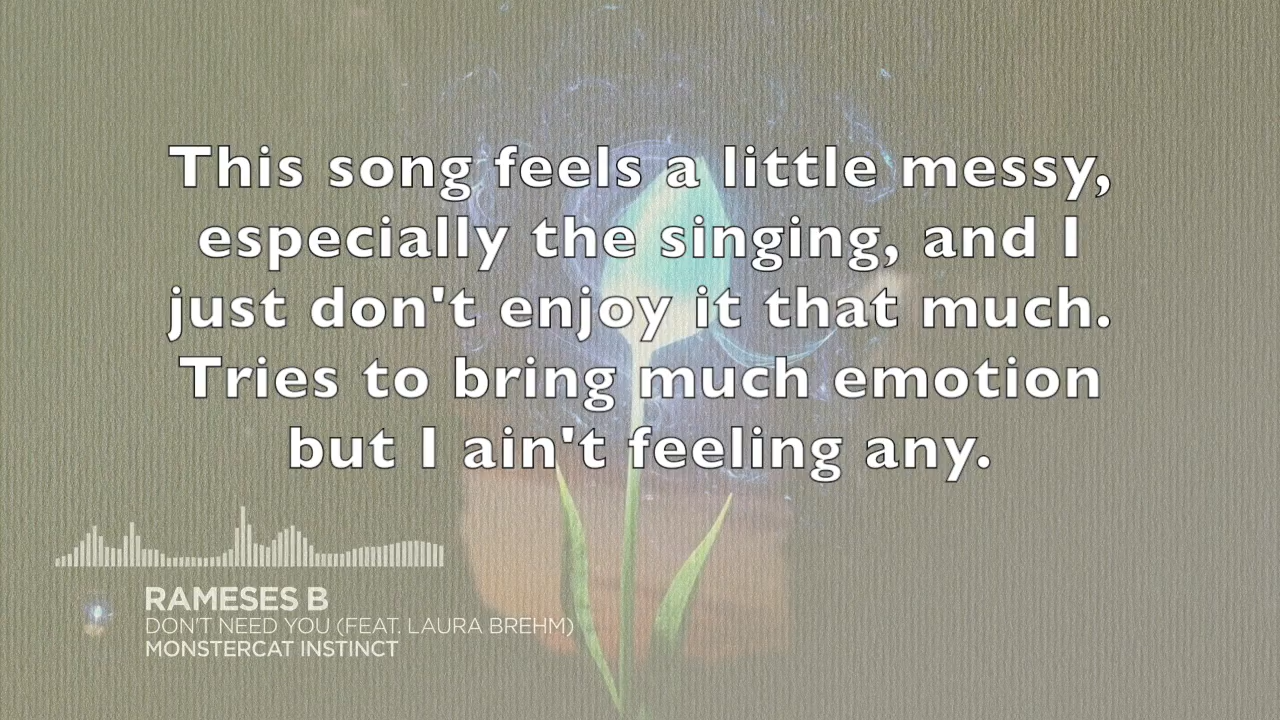 This song feels a little messy,
especially the singing, and I
just don't enjoy it that much.
Tries to bring much emotion
but I ain't feeling any.
RAMESES B
DON'T NEED YOU (FEAT. LAURA BREHM)
MONSTERCAT INSTINCT